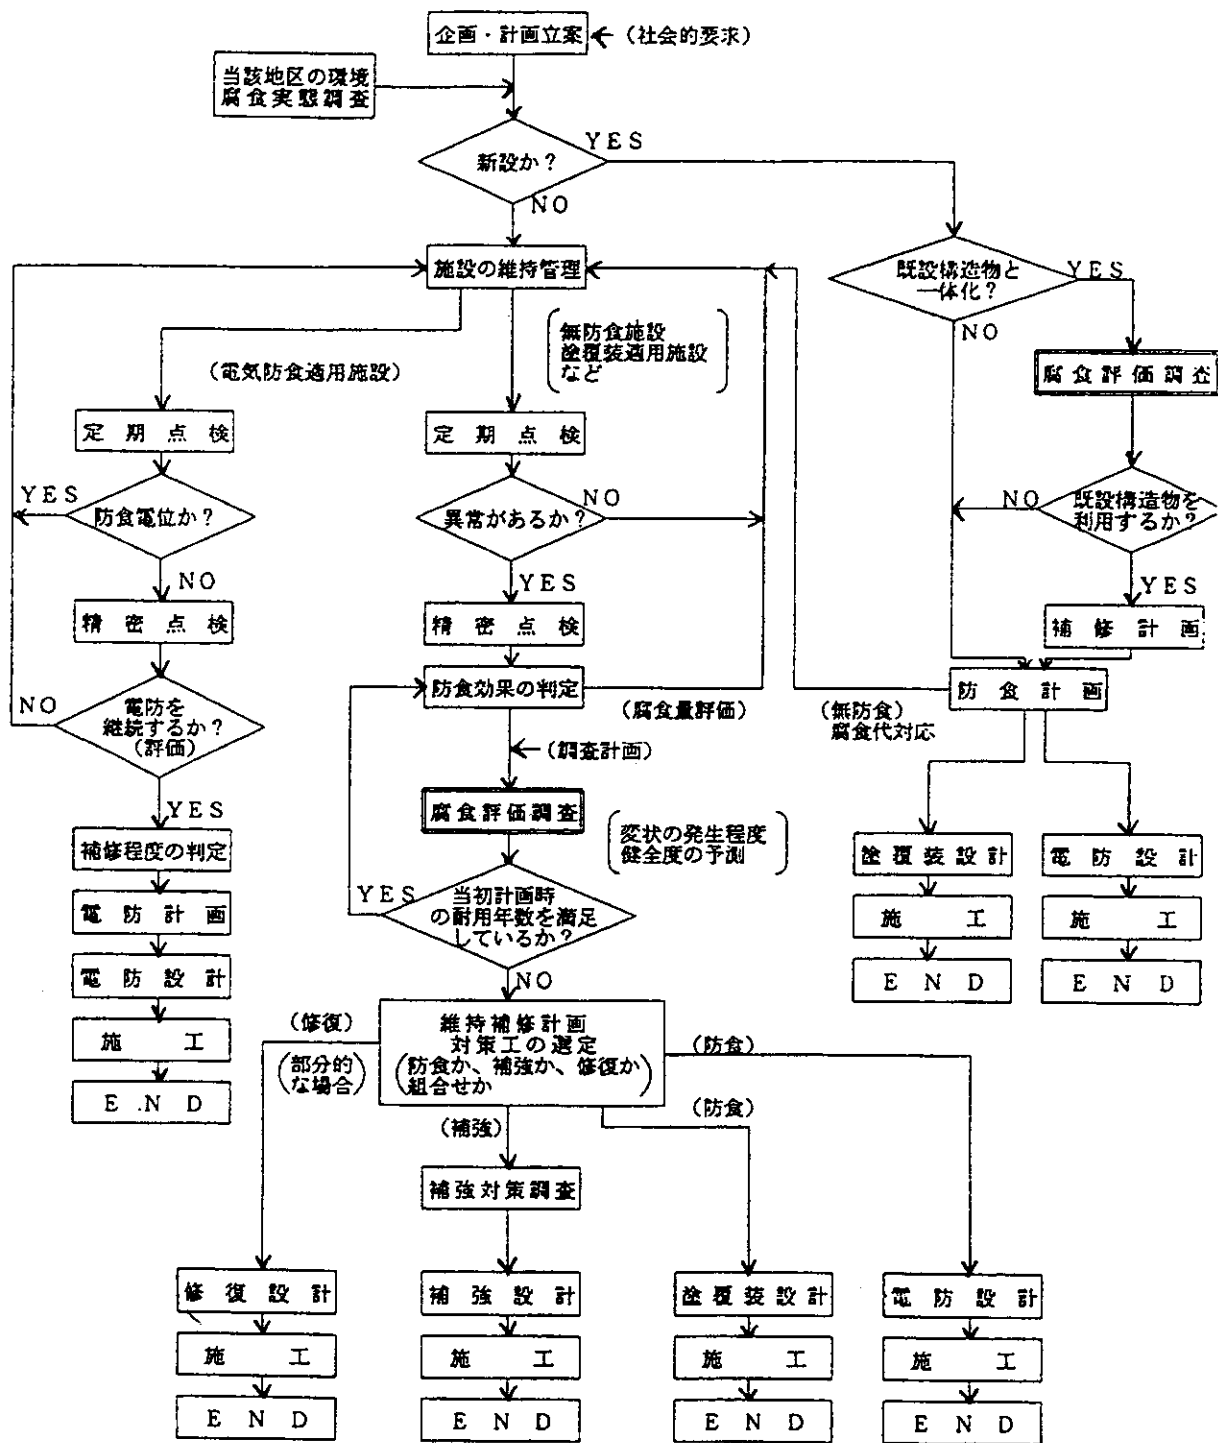 企画・計画立案
(社会的要求)
当該地区の環境
腐食実態調査
新設か?
YES
NO
施設の維持管理
既設構造物と
一体化?
YES
NO
(電気防食適用施設)
無防食施設
塗覆装適用施設
など
腐食評価調査
定期点検
定期点検
YES
防食電位か?
NO
異常があるか?
NO
YES
NO
既設構造物を
利用するか?
YES
精密点検
精密点検
補修計画
NO
電防を
継続するか?
(評価)
YES
防食効果の判定
(腐食量評価)
(無防食)
腐食代対応
防食計画
(調査計画)
腐食評価調査
変状の発生程度
健全度の予測
補修程度の判定
塗覆装設計
電防設計
YES
当初計画時
の耐用年数を満足
しているか?
NO
電防計画
施工
施工
電防設計
END
END
施工
END
(修復)
(部分的
な場合)
維持補修計画
対策工の選定
(防食か、補強か、修復か
組合せか)
(防食)
(防食)
(補強)
補強対策調査
修復設計
補強設計
塗覆装設計
電防設計
施工
施工
施工
施工
END
END
END
END